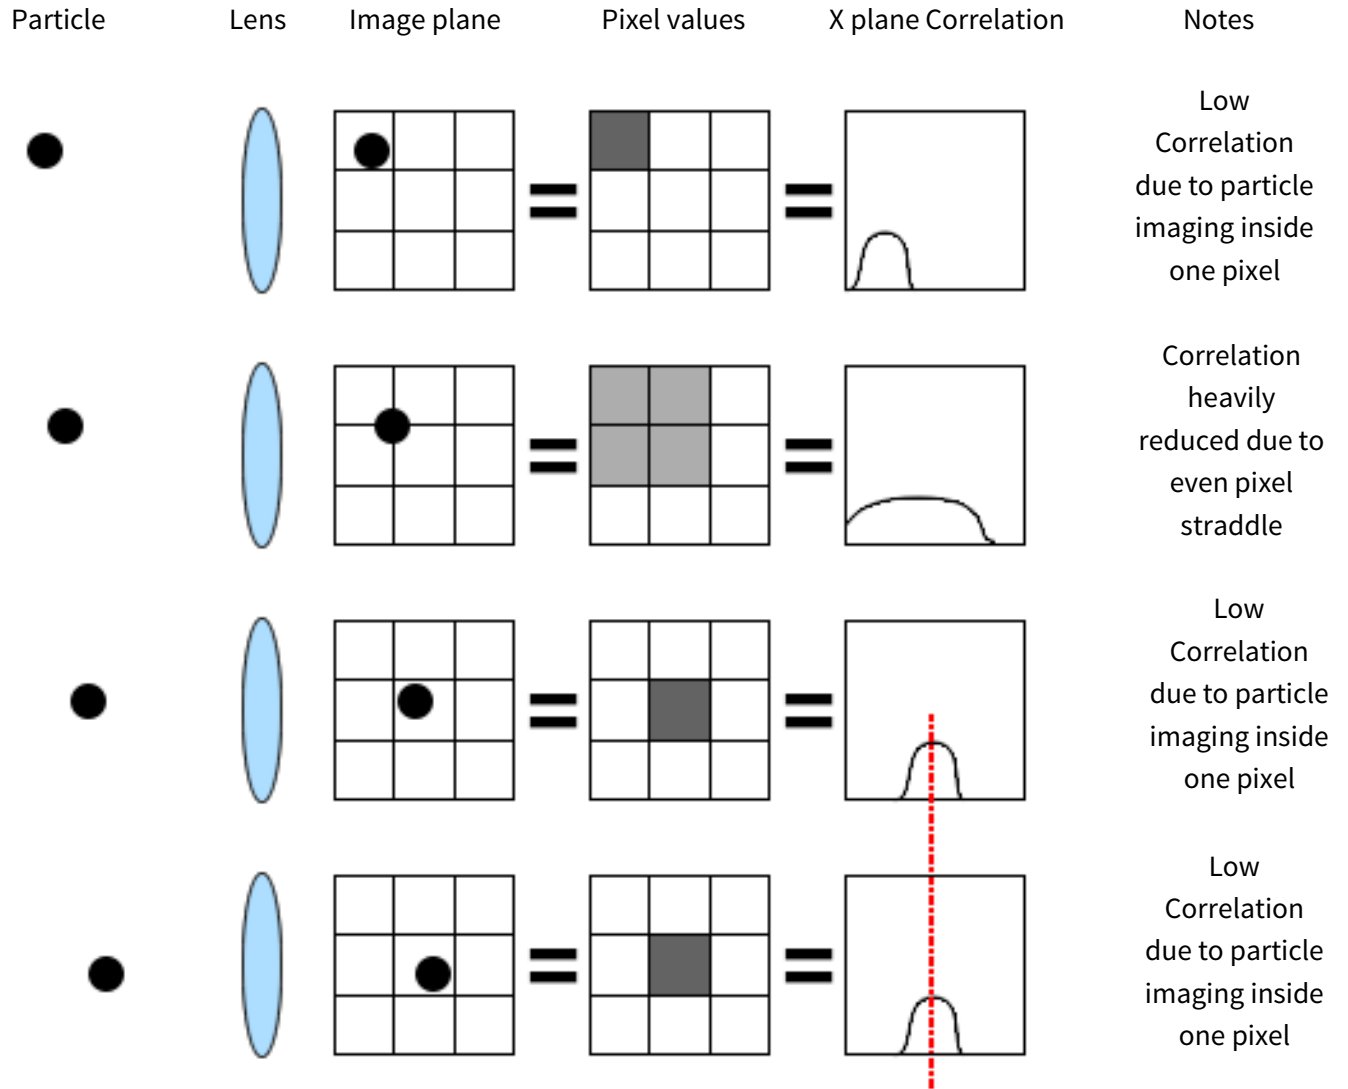 Particle Lens Image plane Pixel values X plane Correlation Notes
Low
Correlation
due to particle
imaging inside
one pixel
Correlation
heavily
reduced due to
even pixel
straddle
Low
Correlation
due to particle
imaging inside
one pixel
Low
Correlation
due to particle
imaging inside
one pixel